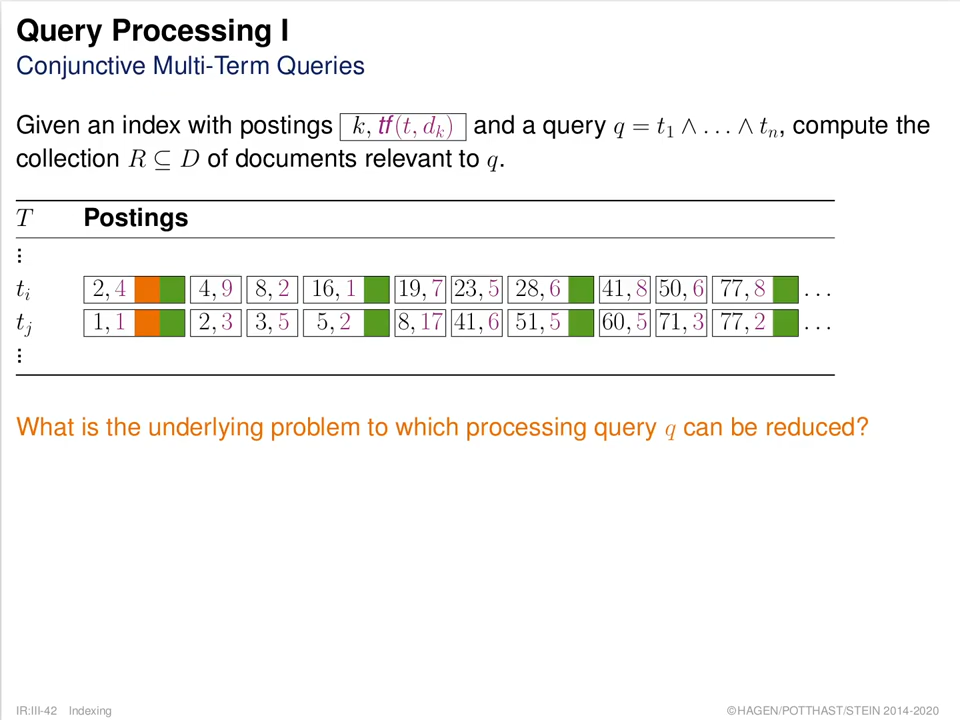 Query Processing I
Conjunctive Multi-Term Queries
Given an index with postings k, tf(t, d_k) and a query q = t_1 ∧ … ∧ t_n, compute the
collection R ⊆ D of documents relevant to q.
T Postings
⋮
t_i 2, 4 4, 9 8, 2 16, 1 19, 7 23, 5 28, 6 41, 8 50, 6 77, 8 …
t_j 1, 1 2, 3 3, 5 5, 2 8, 17 41, 6 51, 5 60, 5 71, 3 77, 2 …
⋮
What is the underlying problem to which processing query q can be reduced?
IR:III-42 Indexing ©HAGEN/POTTHAST/STEIN 2014-2020